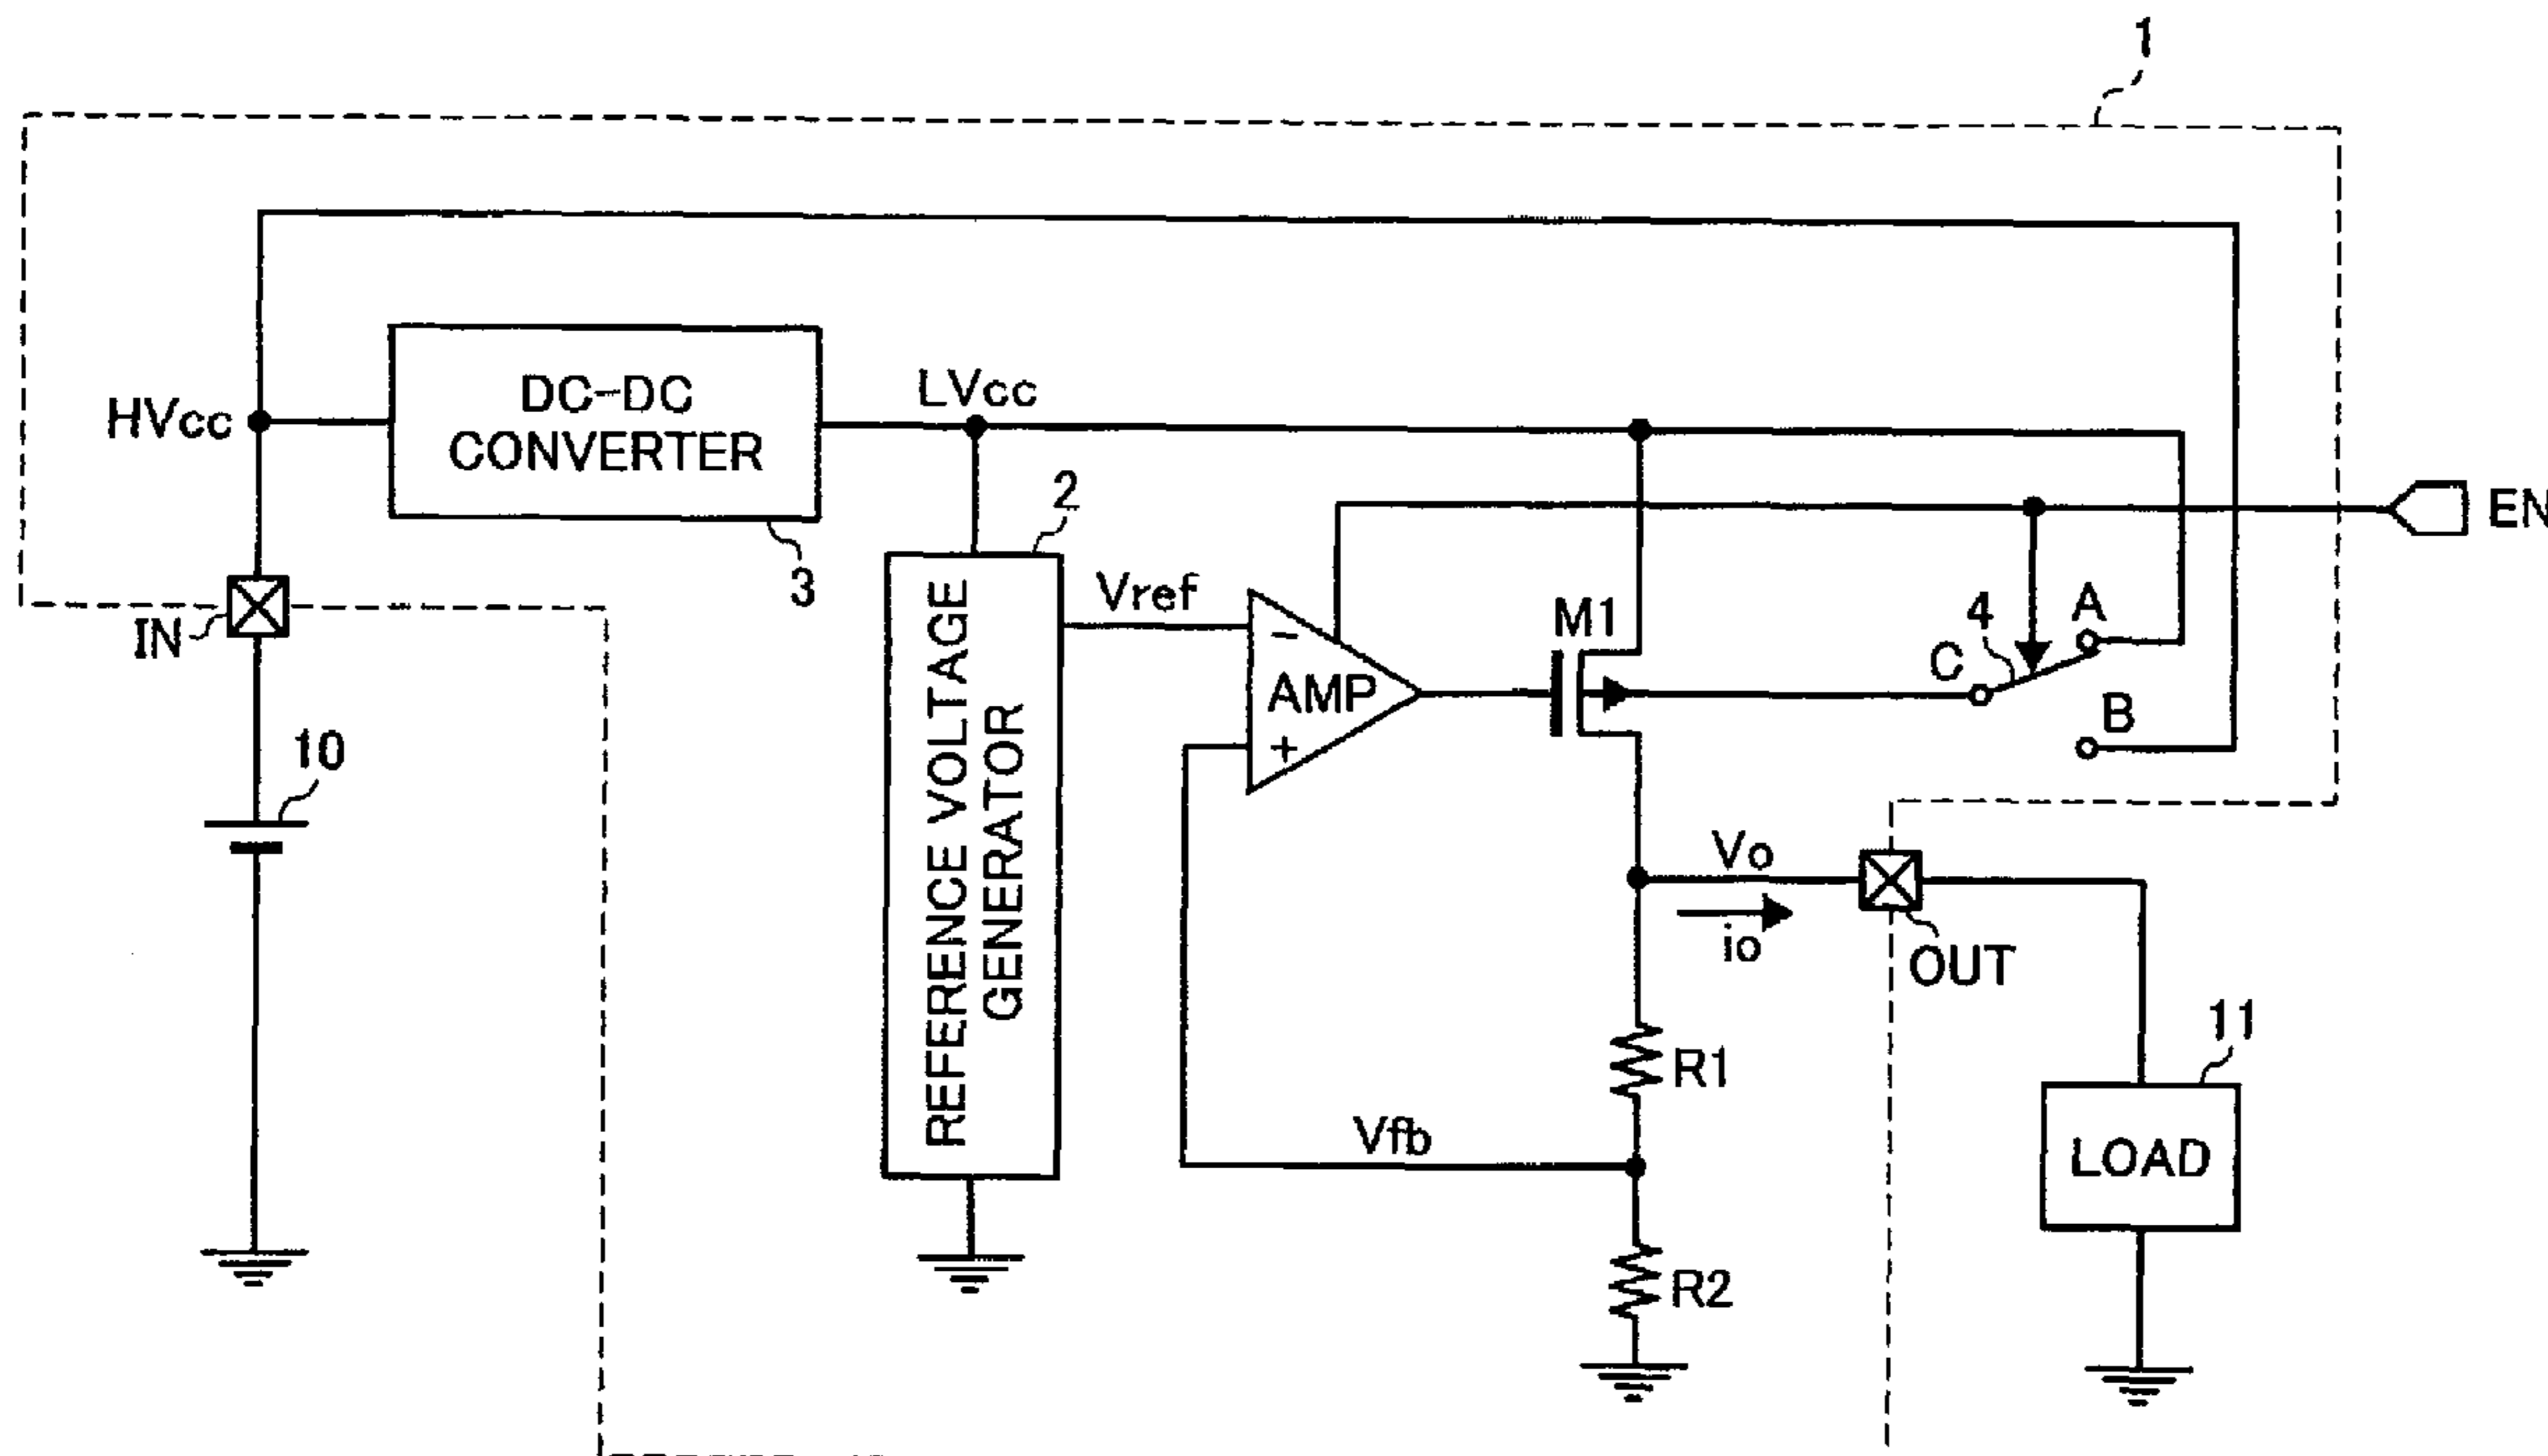 1
HVcc
DC-DC
CONVERTER
3
LVcc
2
REFERENCE VOLTAGE
GENERATOR
Vref
−
AMP
+
M1
C
4
A
B
EN
IN
10
Vo
io
OUT
R1
Vfb
R2
11
LOAD